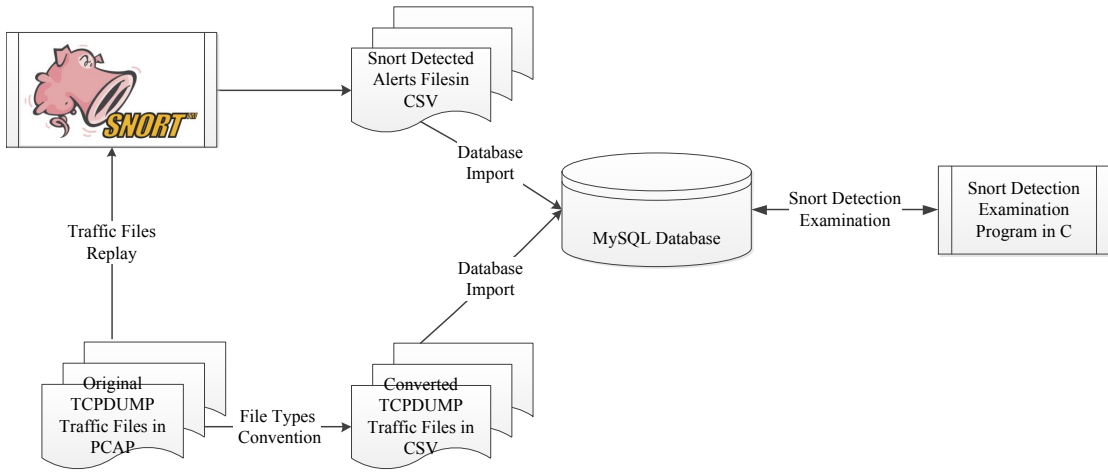 SNORT
TM
Snort Detected
Alerts Filesin
CSV
Database
Import
Traffic Files
Replay
MySQL Database
Snort Detection
Examination
Snort Detection
Examination
Program in C
Database
Import
Original
TCPDUMP
Traffic Files in
PCAP
File Types
Convention
Converted
TCPDUMP
Traffic Files in
CSV